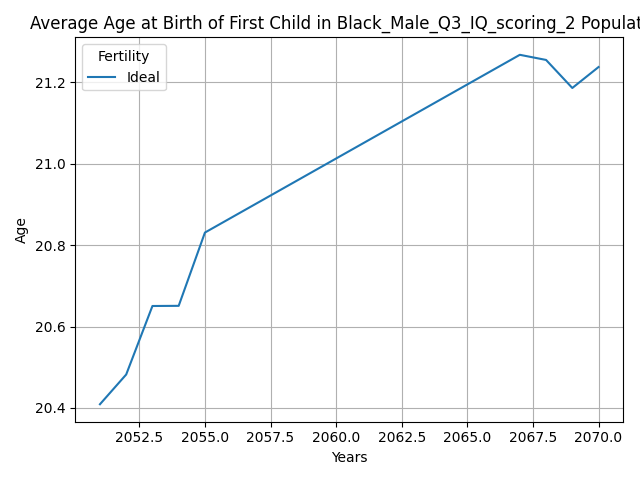 Average Age at Birth of First Child in Black_Male_Q3_IQ_scoring_2 Populat
Fertility
Ideal
21.2
21.0
20.8
20.6
20.4
Age
2052.5 2055.0 2057.5 2060.0 2062.5 2065.0 2067.5 2070.0
Years